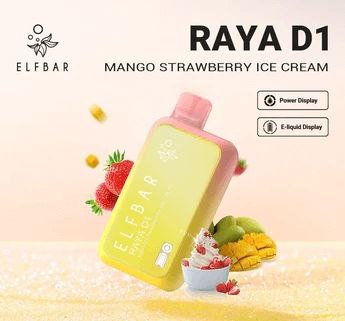 RAYA D1
ELFBAR
MANGO STRAWBERRY ICE CREAM
Power Display
E-liquid Display
ELFBAR
RAYA D1